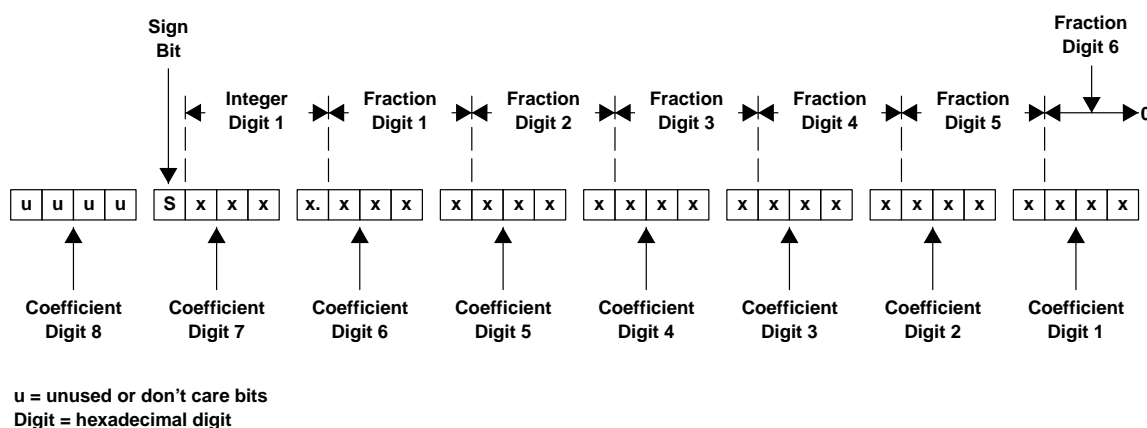 Sign
Bit
Fraction
Digit 6
Integer
Digit 1
Fraction
Digit 1
Fraction
Digit 2
Fraction
Digit 3
Fraction
Digit 4
Fraction
Digit 5
0
u u u u S x x x x. x x x x x x x x x x x x x x x x x x x x x x x
Coefficient
Digit 8
Coefficient
Digit 7
Coefficient
Digit 6
Coefficient
Digit 5
Coefficient
Digit 4
Coefficient
Digit 3
Coefficient
Digit 2
Coefficient
Digit 1
u = unused or don’t care bits
Digit = hexadecimal digit